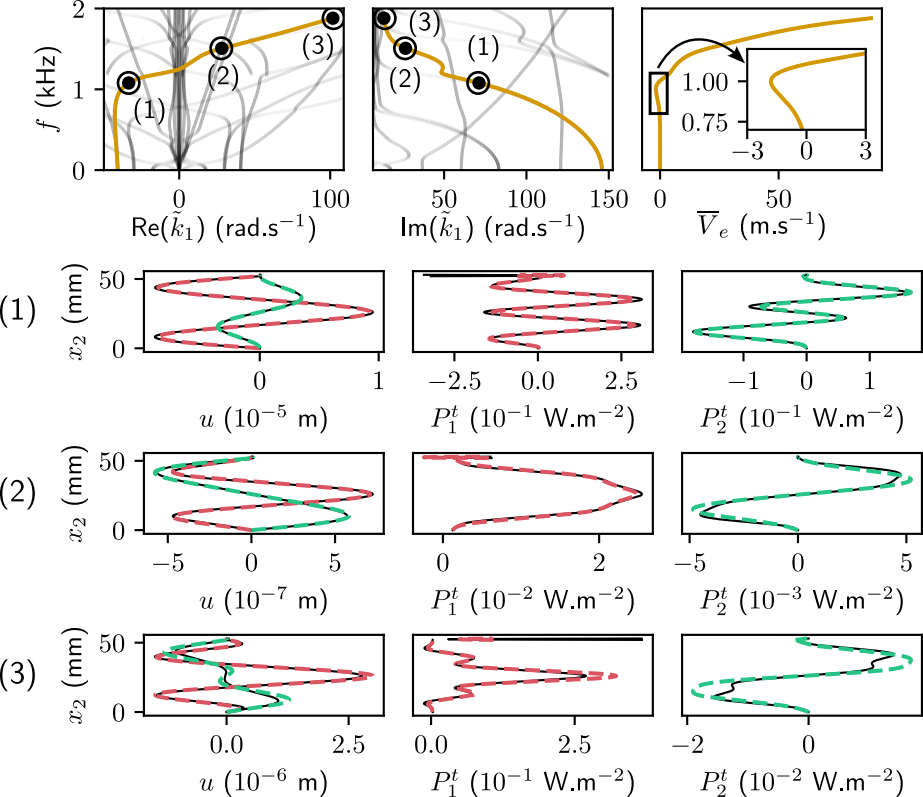 2
1
0
f (kHz)
(1)
(2)
(3)
0 100
Re(k̃₁) (rad.s⁻¹)
(3)
(1)
(2)
0 50 100 150
Im(k̃₁) (rad.s⁻¹)
1.00
0.75
−3 0 3
0 50
V̅ₑ (m.s⁻¹)
(1)
x₂ (mm)
50
0
0 1
u (10⁻⁵ m)
−2.5 0.0 2.5
P₁ᵗ (10⁻¹ W.m⁻²)
−1 0 1
P₂ᵗ (10⁻¹ W.m⁻²)
(2)
x₂ (mm)
50
0
−5 0 5
u (10⁻⁷ m)
0 2
P₁ᵗ (10⁻² W.m⁻²)
−5 0 5
P₂ᵗ (10⁻³ W.m⁻²)
(3)
x₂ (mm)
50
0
0.0 2.5
u (10⁻⁶ m)
0.0 2.5
P₁ᵗ (10⁻¹ W.m⁻²)
−2 0
P₂ᵗ (10⁻² W.m⁻²)